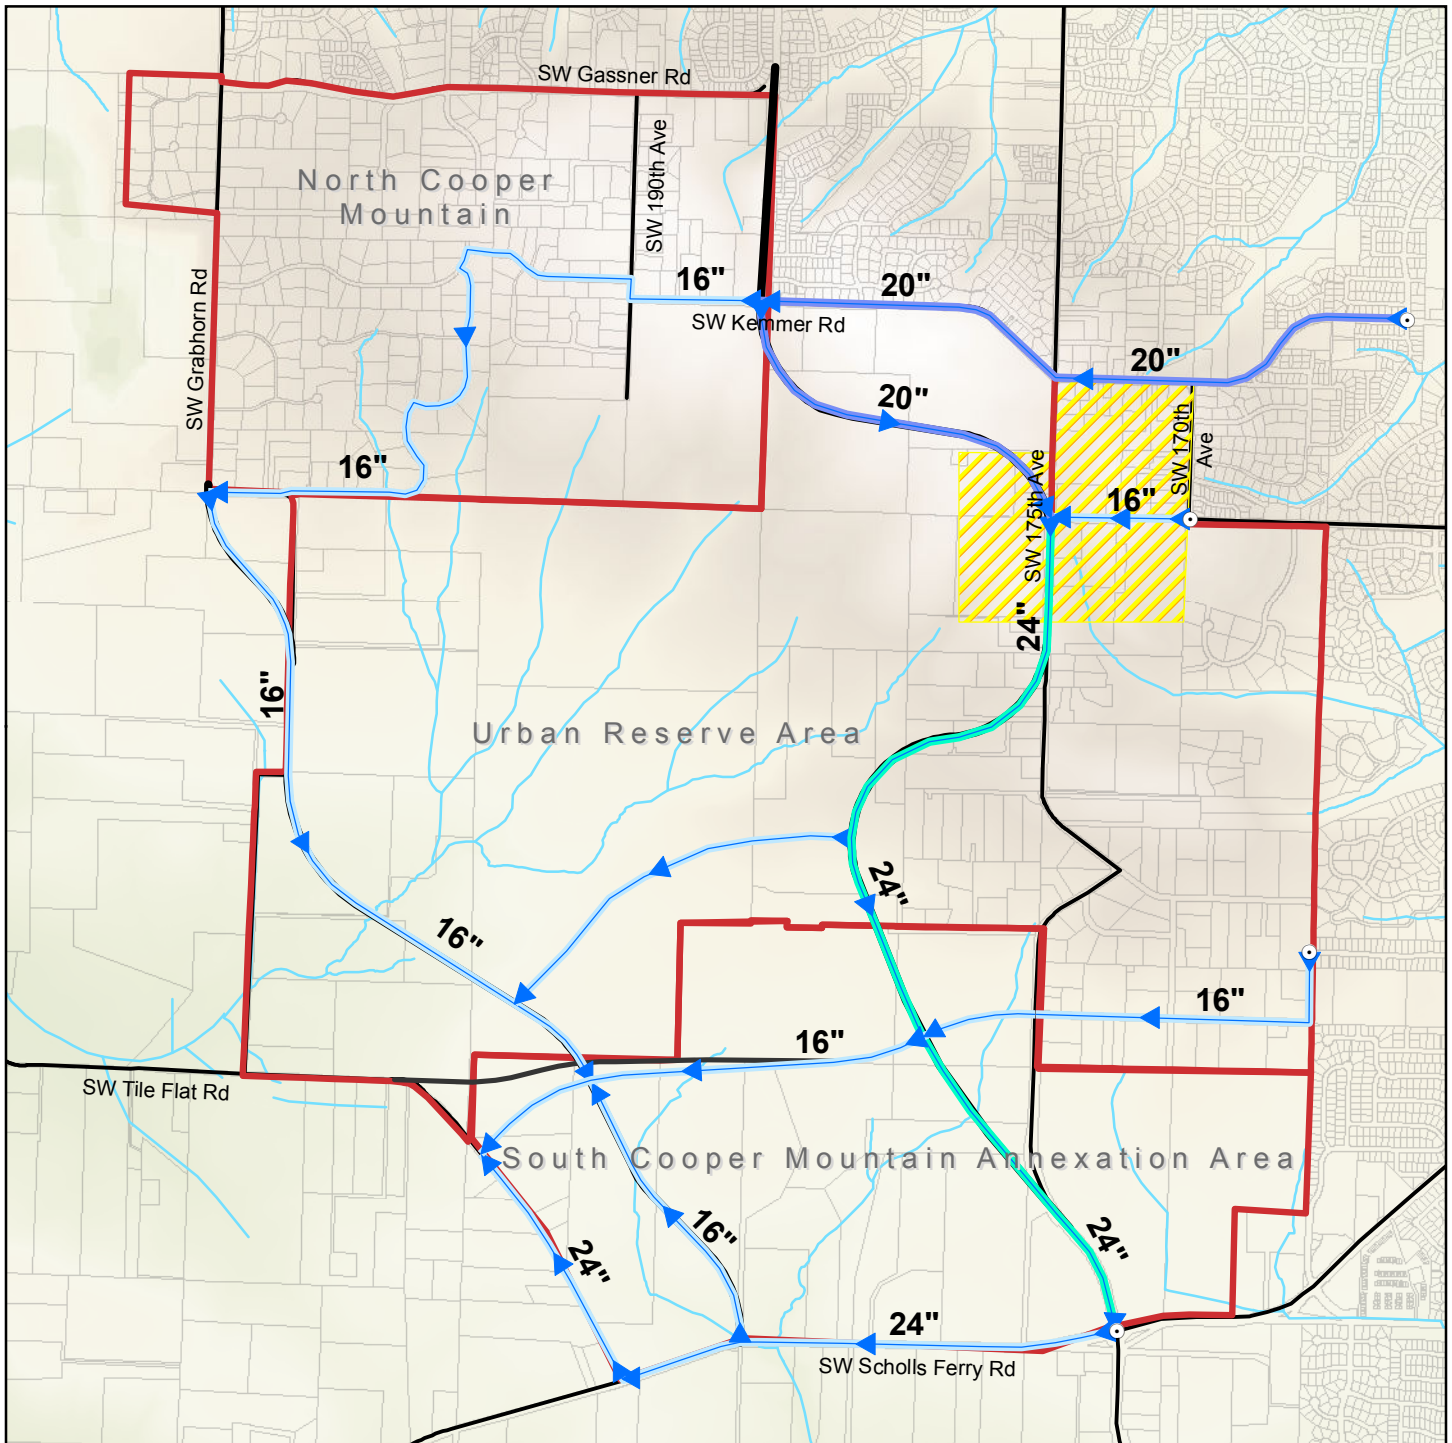 SW Gassner Rd
SW 190th Ave
North Cooper
Mountain
SW Grabhorn Rd
16"
20"
SW Kemmer Rd
20"
20"
SW 170th
Ave
16"
SW 175th Ave
16"
24"
16"
Urban Reserve Area
24"
16"
16"
16"
SW Tile Flat Rd
South Cooper Mountain Annexation Area
16"
24"
24"
24"
SW Scholls Ferry Rd